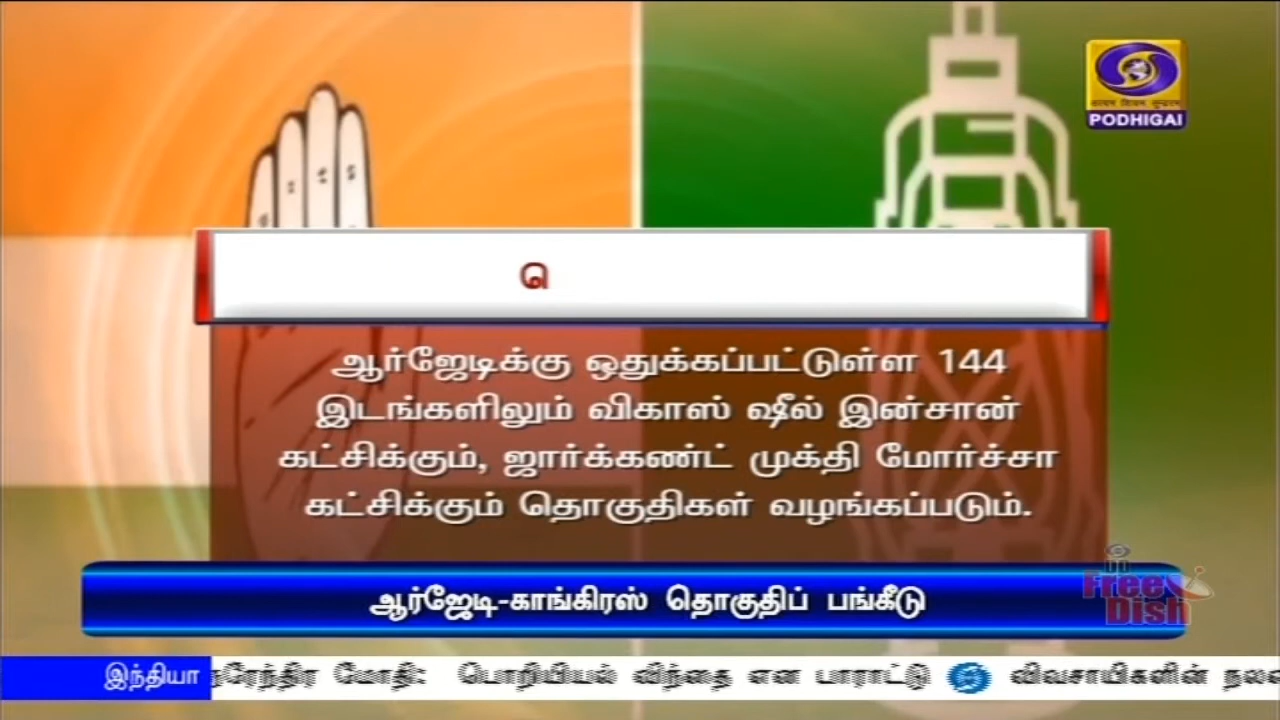 PODHIGAI
ஆர்ஜேடிக்கு ஒதுக்கப்பட்டுள்ள 144
இடங்களிலும் விகாஸ் ஷீல் இன்சான்
கட்சிக்கும், ஜார்க்கண்ட் முக்தி மோர்ச்சா
கட்சிக்கும் தொகுதிகள் வழங்கப்படும்.
DD
Free
Dish
ஆர்ஜேடி-காங்கிரஸ் தொகுதிப் பங்கீடு
இந்தியா நரேந்திர மோதி: பொறியியல் விந்தை என பாராட்டு விவசாயிகளின்